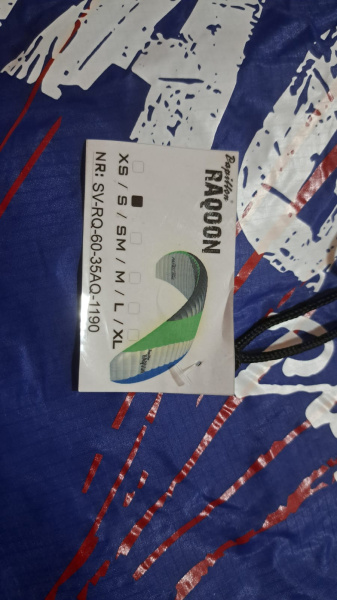 Papillon
RAQOON
XS / S / SM / M / L / XL
NR: SV-RQ-60-35AQ-1190